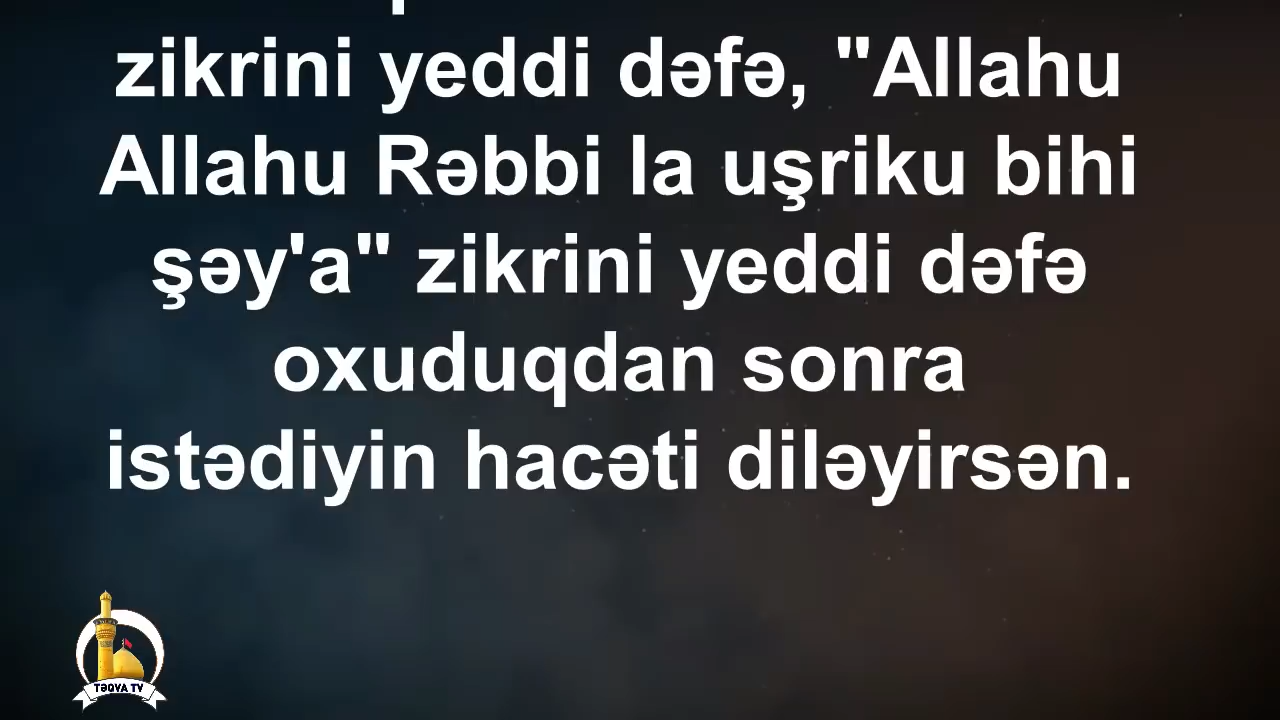 zikrini yeddi dəfə, "Allahu
Allahu Rəbbi la uşriku bihi
şəy'a" zikrini yeddi dəfə
oxuduqdan sonra
istədiyin hacəti diləyirsən.
TƏQVA TV